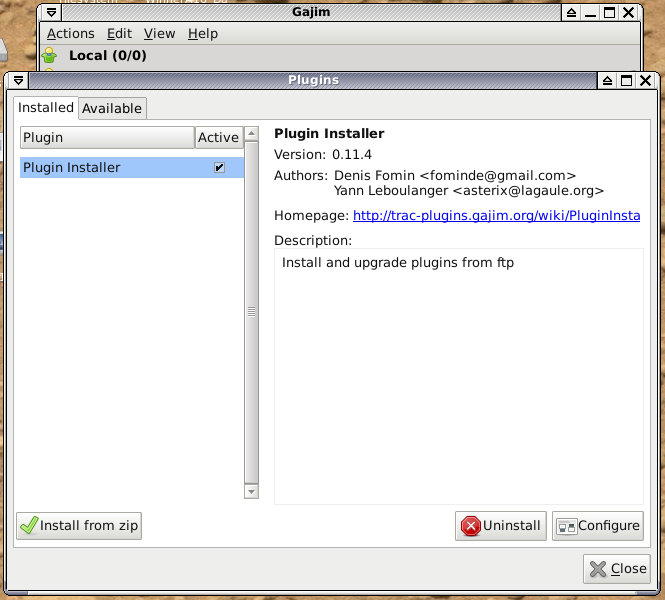 Gajim
Actions Edit View Help
Local (0/0)
Plugins
Installed Available
Plugin Active
Plugin Installer
Plugin Installer
Version: 0.11.4
Authors: Denis Fomin <fominde@gmail.com>
Yann Leboulanger <asterix@lagaule.org>
Homepage: http://trac-plugins.gajim.org/wiki/PluginInsta
Description:
Install and upgrade plugins from ftp
Install from zip
Uninstall
Configure
Close